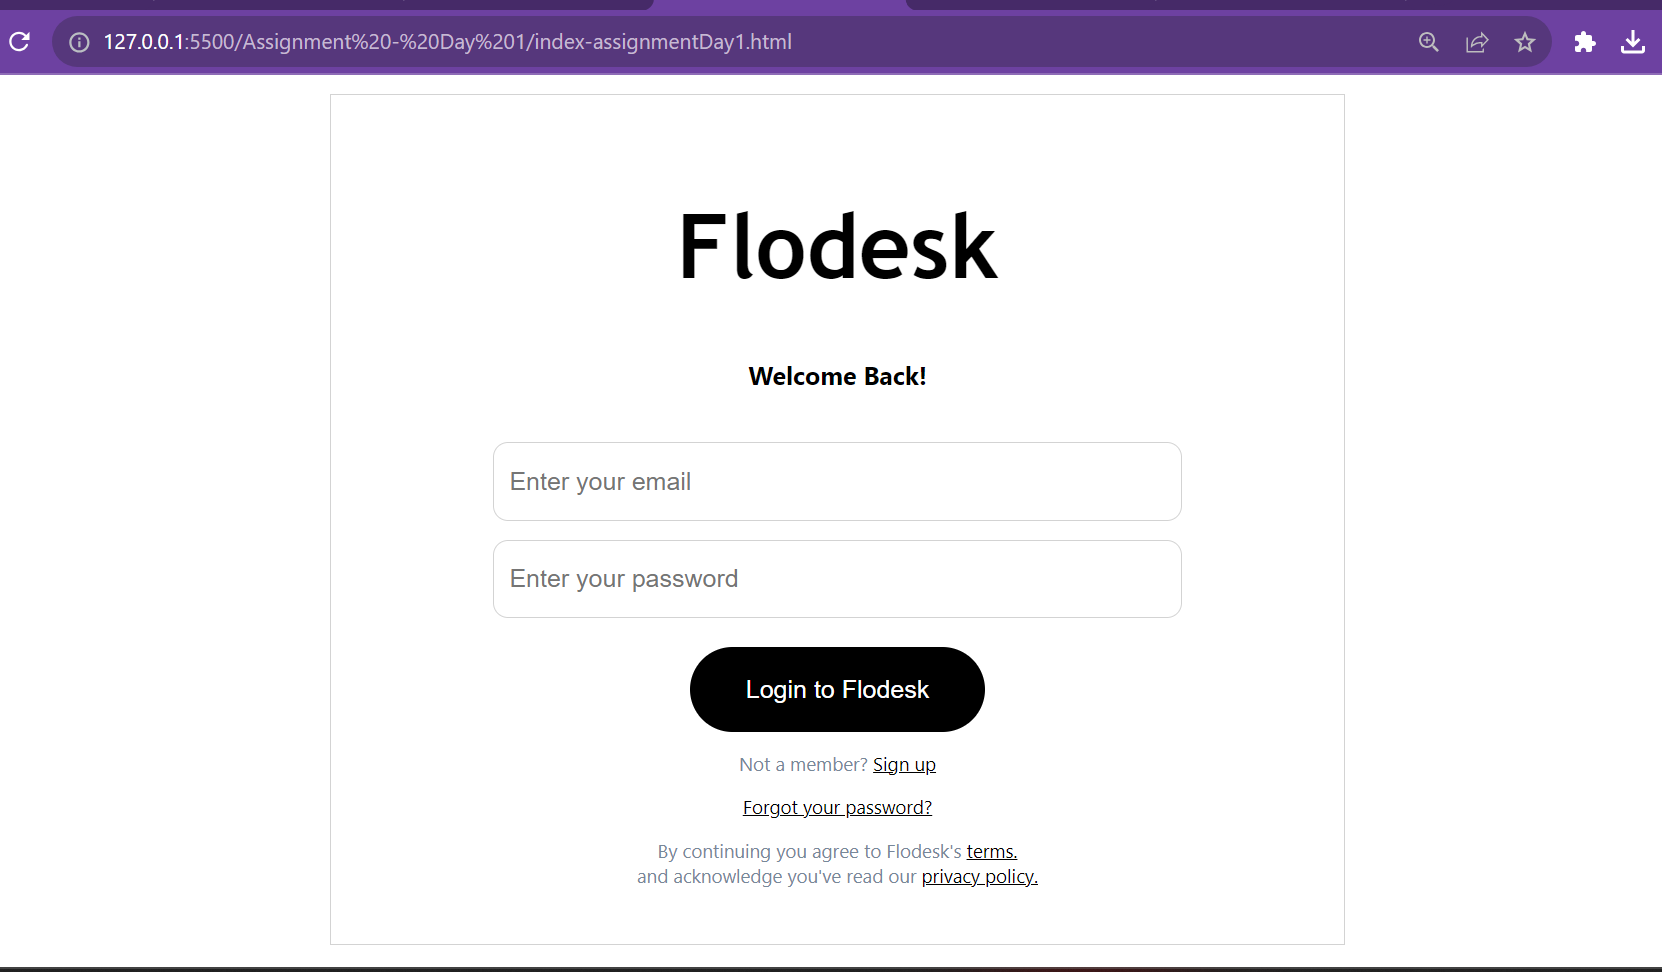 127.0.0.1:5500/Assignment%20-%20Day%201/index-assignmentDay1.html
Flodesk
Welcome Back!
Enter your email
Enter your password
Login to Flodesk
Not a member? Sign up
Forgot your password?
By continuing you agree to Flodesk's terms.
and acknowledge you've read our privacy policy.